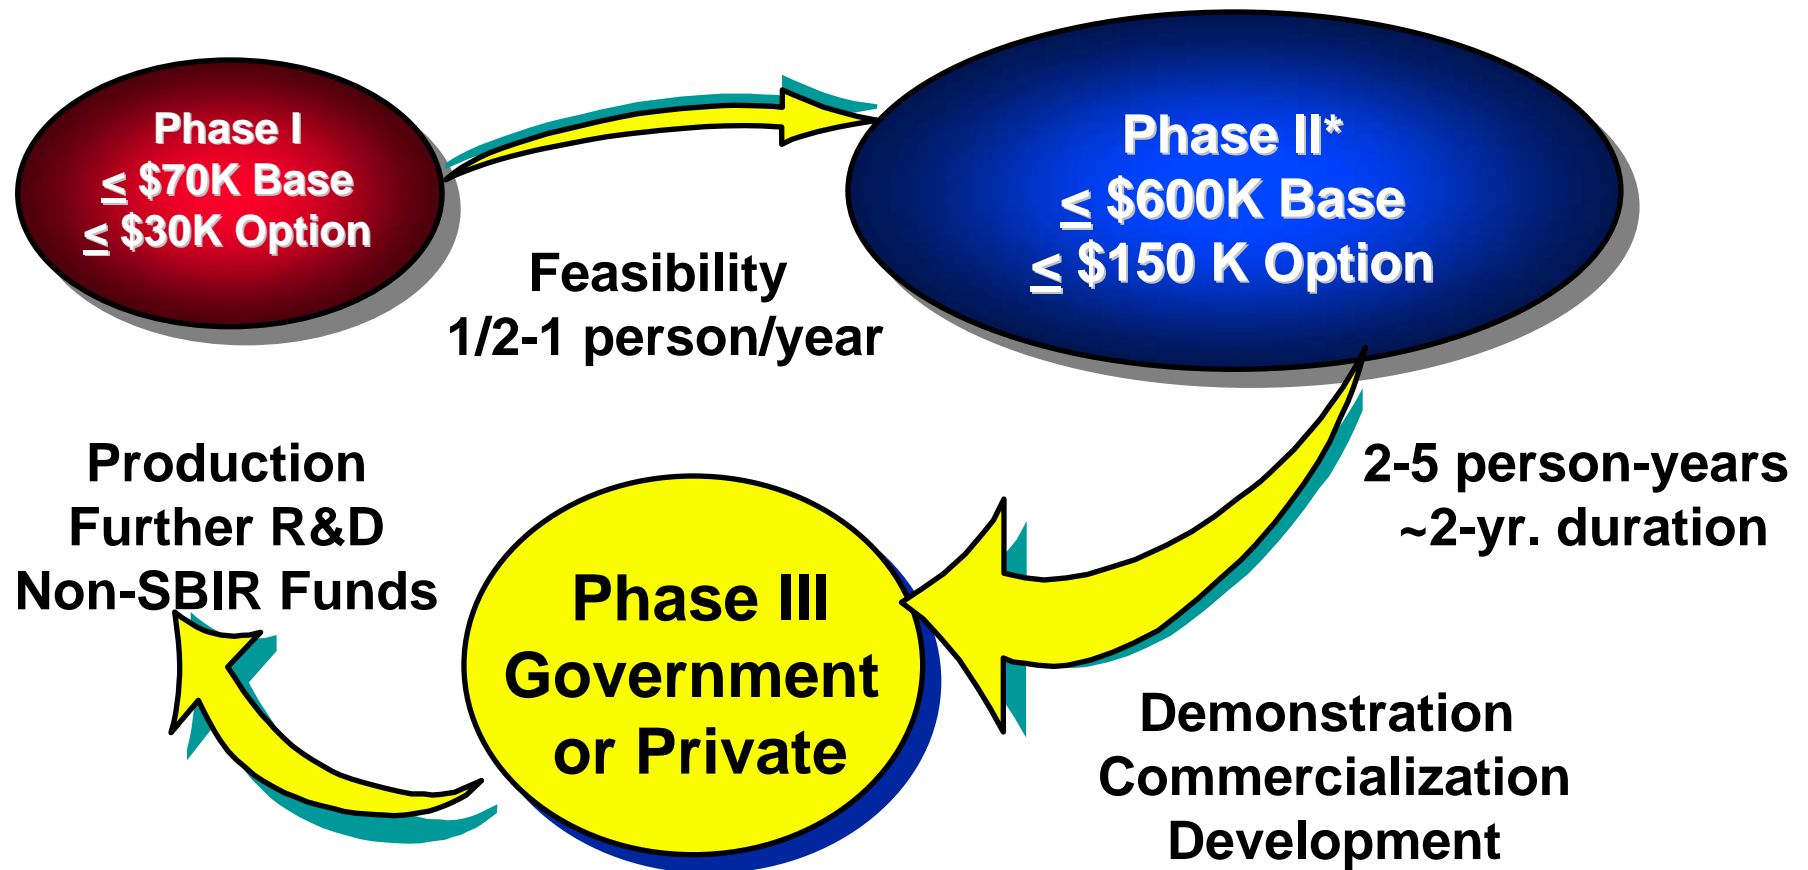 Phase I
≤ $70K Base
≤ $30K Option
Feasibility
1/2-1 person/year
Phase II*
≤ $600K Base
≤ $150 K Option
2-5 person-years
~2-yr. duration
Demonstration
Commercialization
Development
Phase III
Government
or Private
Production
Further R&D
Non-SBIR Funds